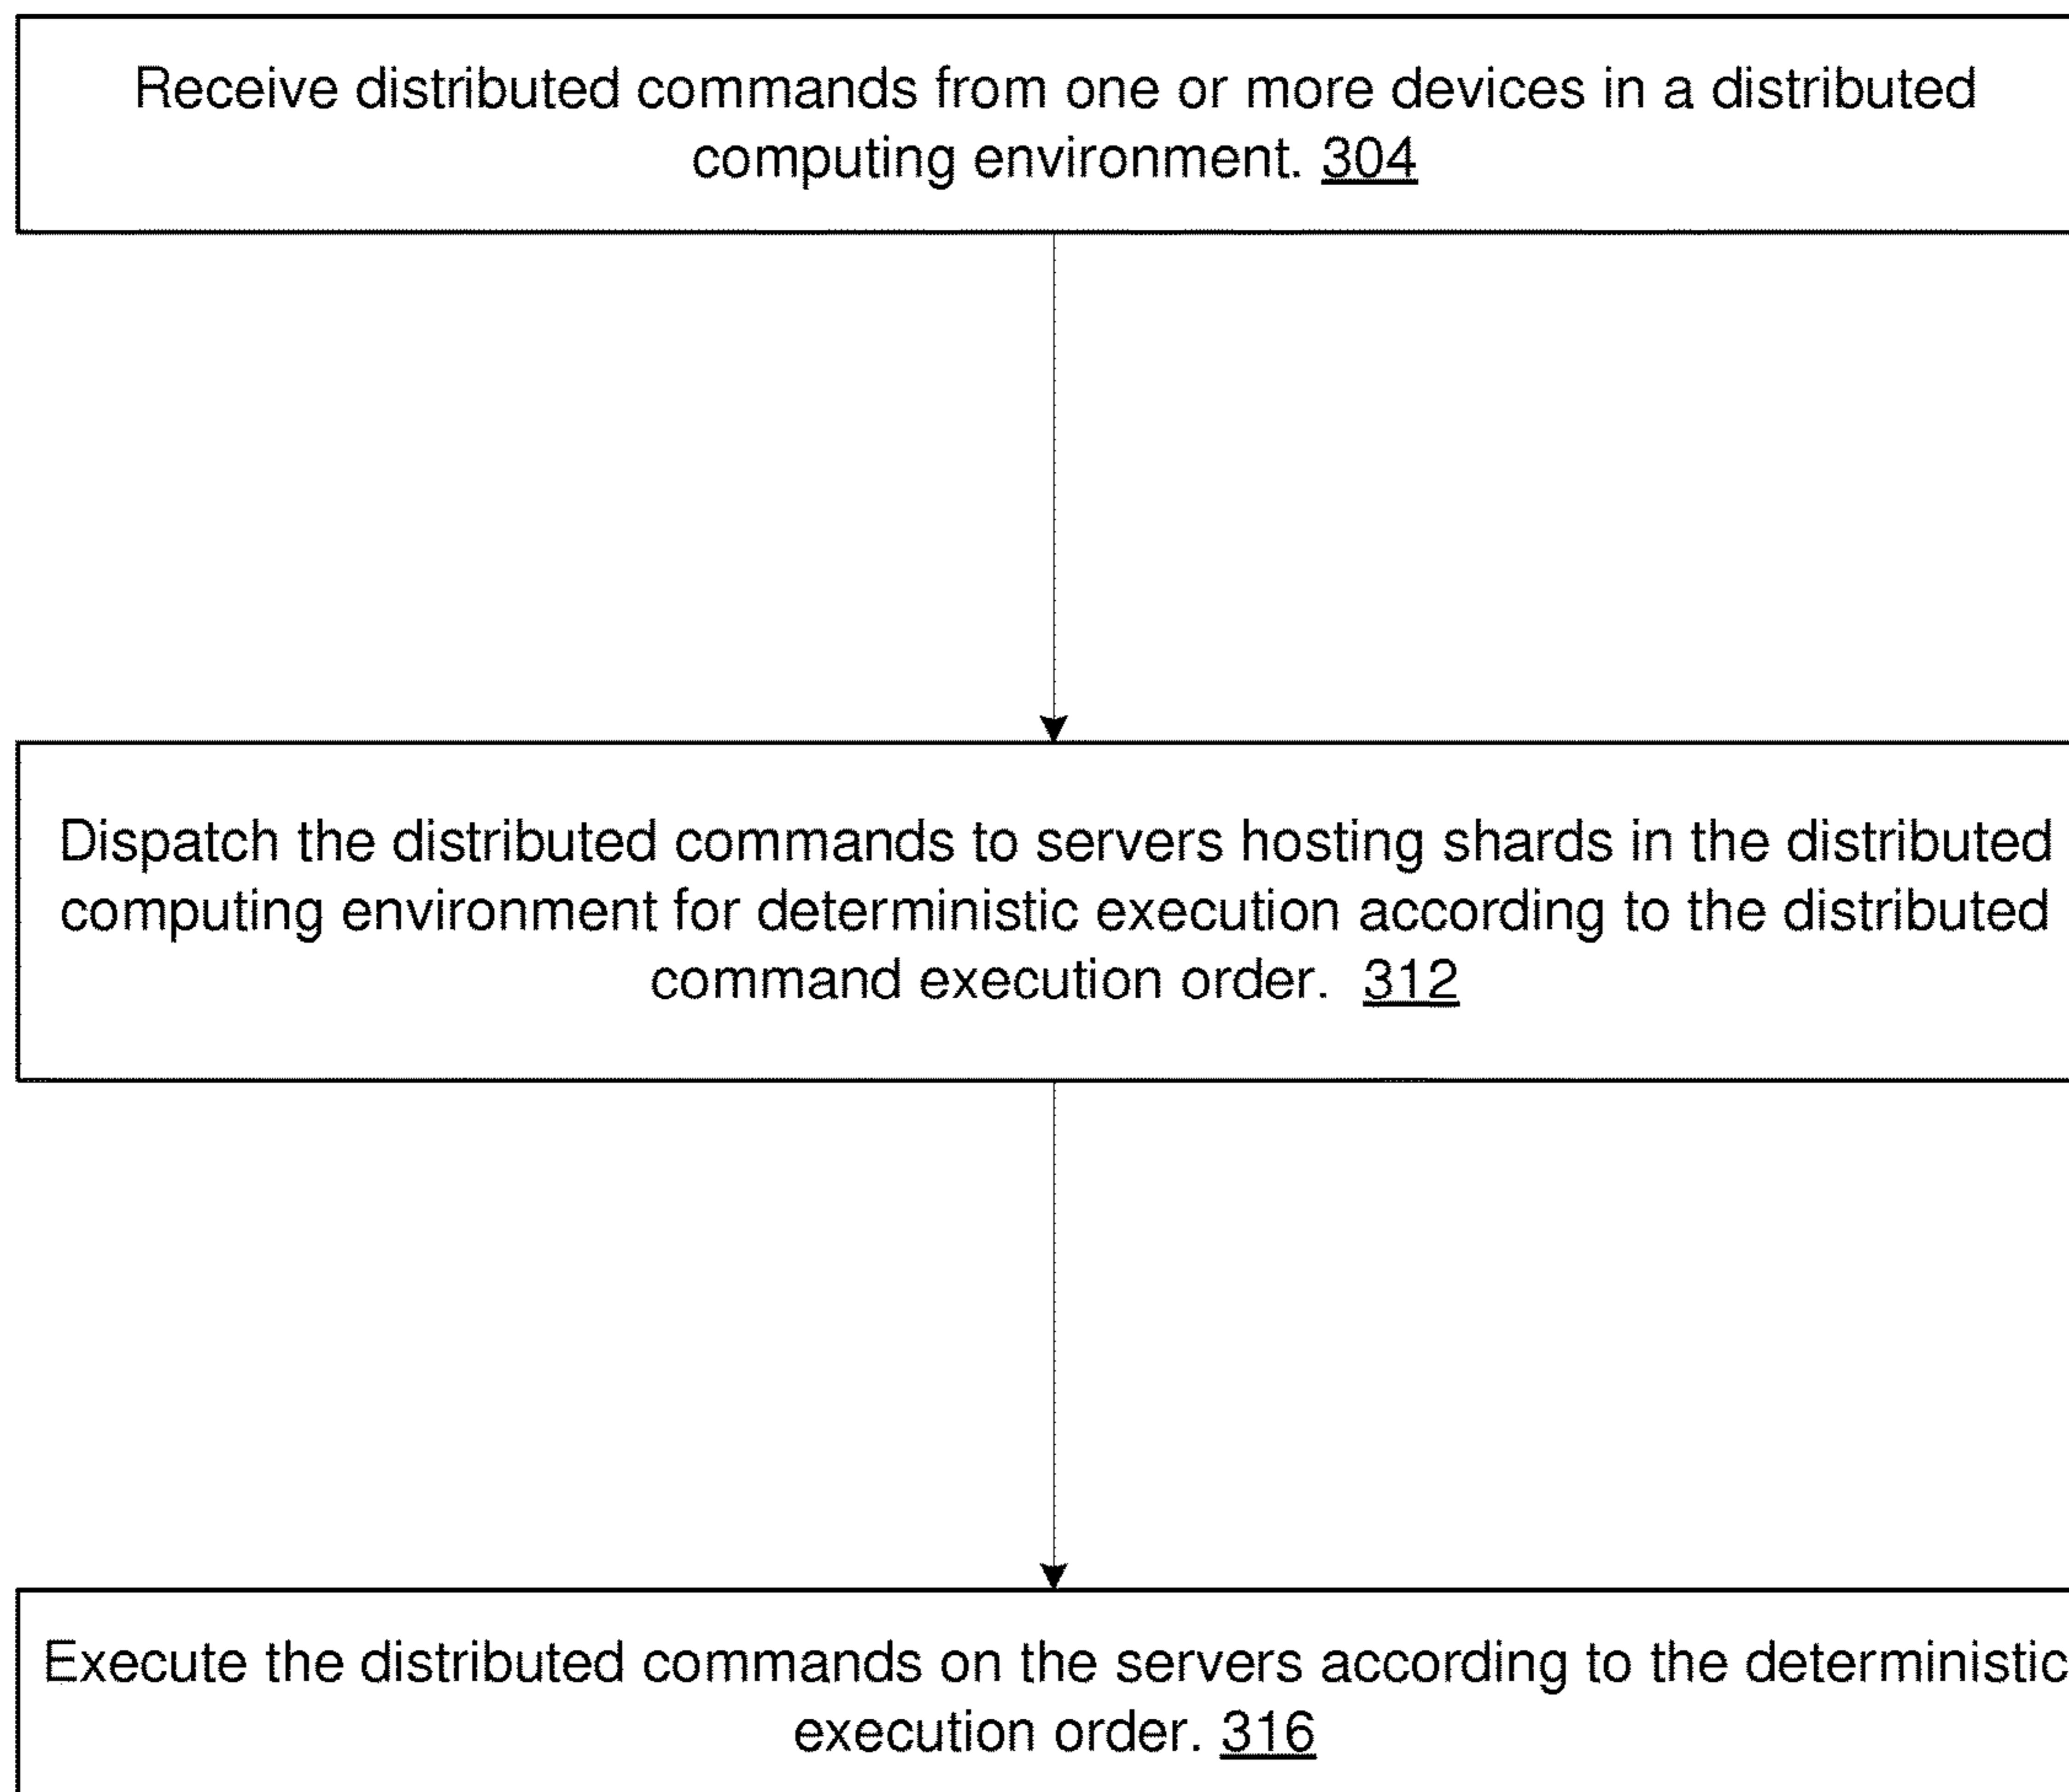 Receive distributed commands from one or more devices in a distributed
computing environment. 304
Dispatch the distributed commands to servers hosting shards in the distributed
computing environment for deterministic execution according to the distributed
command execution order. 312
Execute the distributed commands on the servers according to the deterministic
execution order. 316